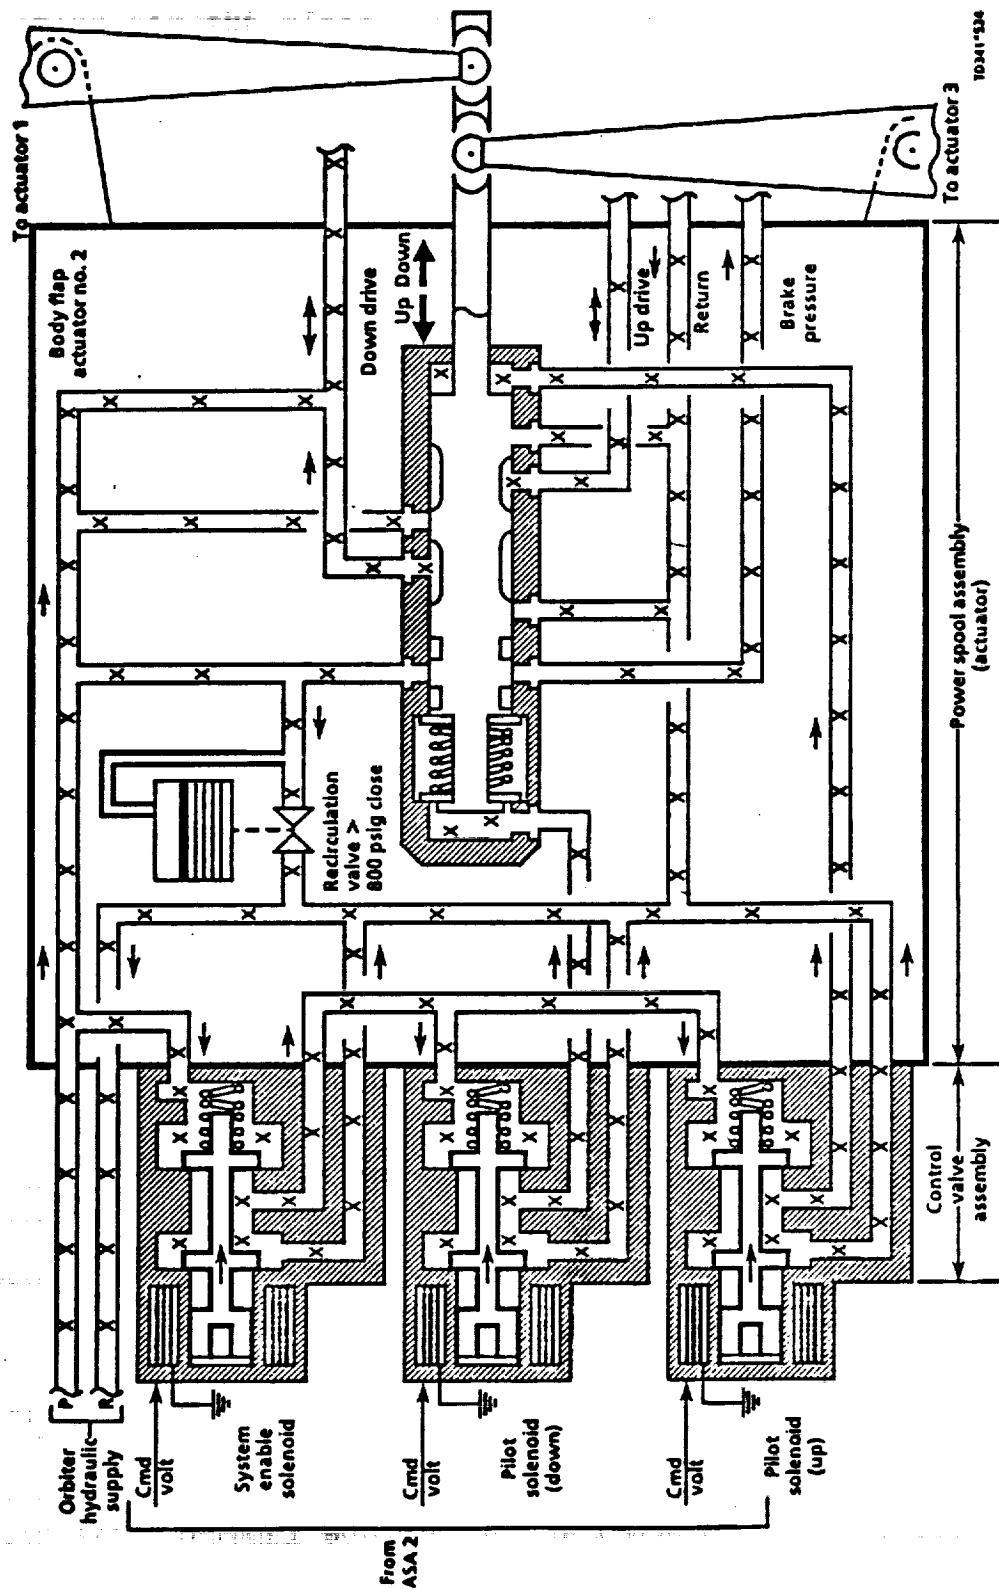 To actuator 1
To actuator 3
TD341*534
Body flap
actuator no. 2
Down drive
Up Down
Up drive
Return
Brake
pressure
Recirculation
valve >
800 psig close
Power spool assembly
(actuator)
Control
valve
assembly
P
R
Orbiter
hydraulic
supply
Cmd
volt
System
enable
solenoid
Cmd
volt
Pilot
solenoid
(down)
Cmd
volt
Pilot
solenoid
(up)
From
ASA 2